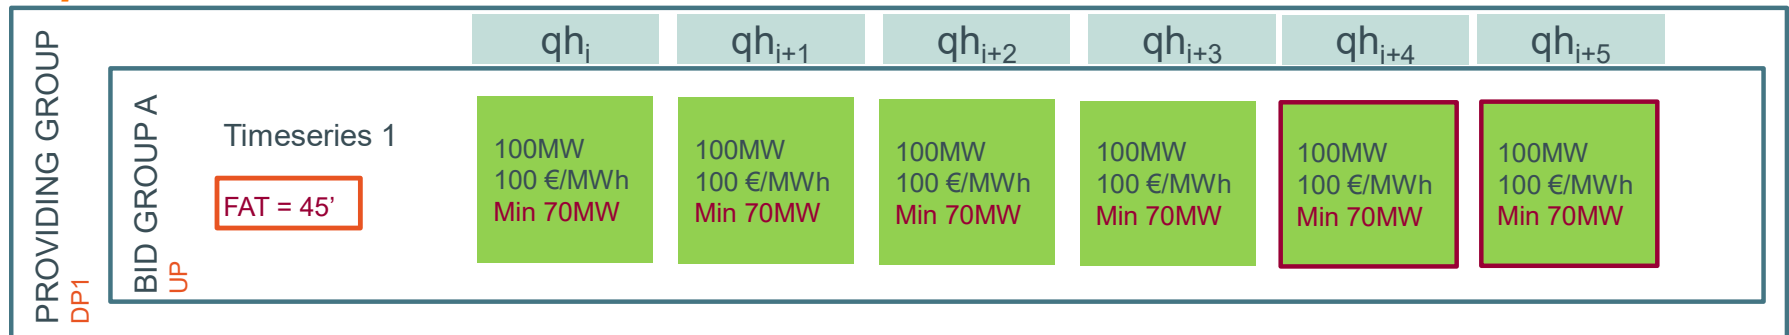 PROVIDING GROUP
DP1
BID GROUP A
UP
Timeseries 1
FAT = 45’
qhi
qhi+1
qhi+2
qhi+3
qhi+4
qhi+5
100MW
100 €/MWh
Min 70MW
100MW
100 €/MWh
Min 70MW
100MW
100 €/MWh
Min 70MW
100MW
100 €/MWh
Min 70MW
100MW
100 €/MWh
Min 70MW
100MW
100 €/MWh
Min 70MW